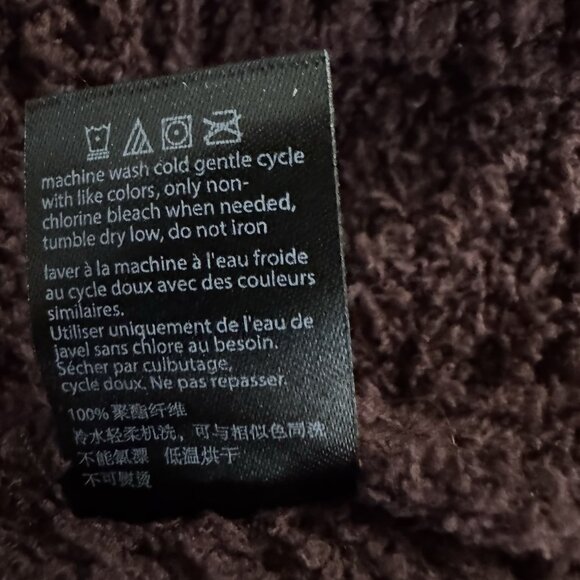 machine wash cold gentle cycle
with like colors, only non-
chlorine bleach when needed,
tumble dry low, do not iron
laver à la machine à l'eau froide
au cycle doux avec des couleurs
similaires.
Utiliser uniquement de l'eau de
javel sans chlore au besoin.
Sécher par culbutage,
cycle doux. Ne pas repasser.
100% 聚酯纤维
冷水轻柔机洗，可与相似色同洗
不能氯漂 低温烘干
不可熨烫